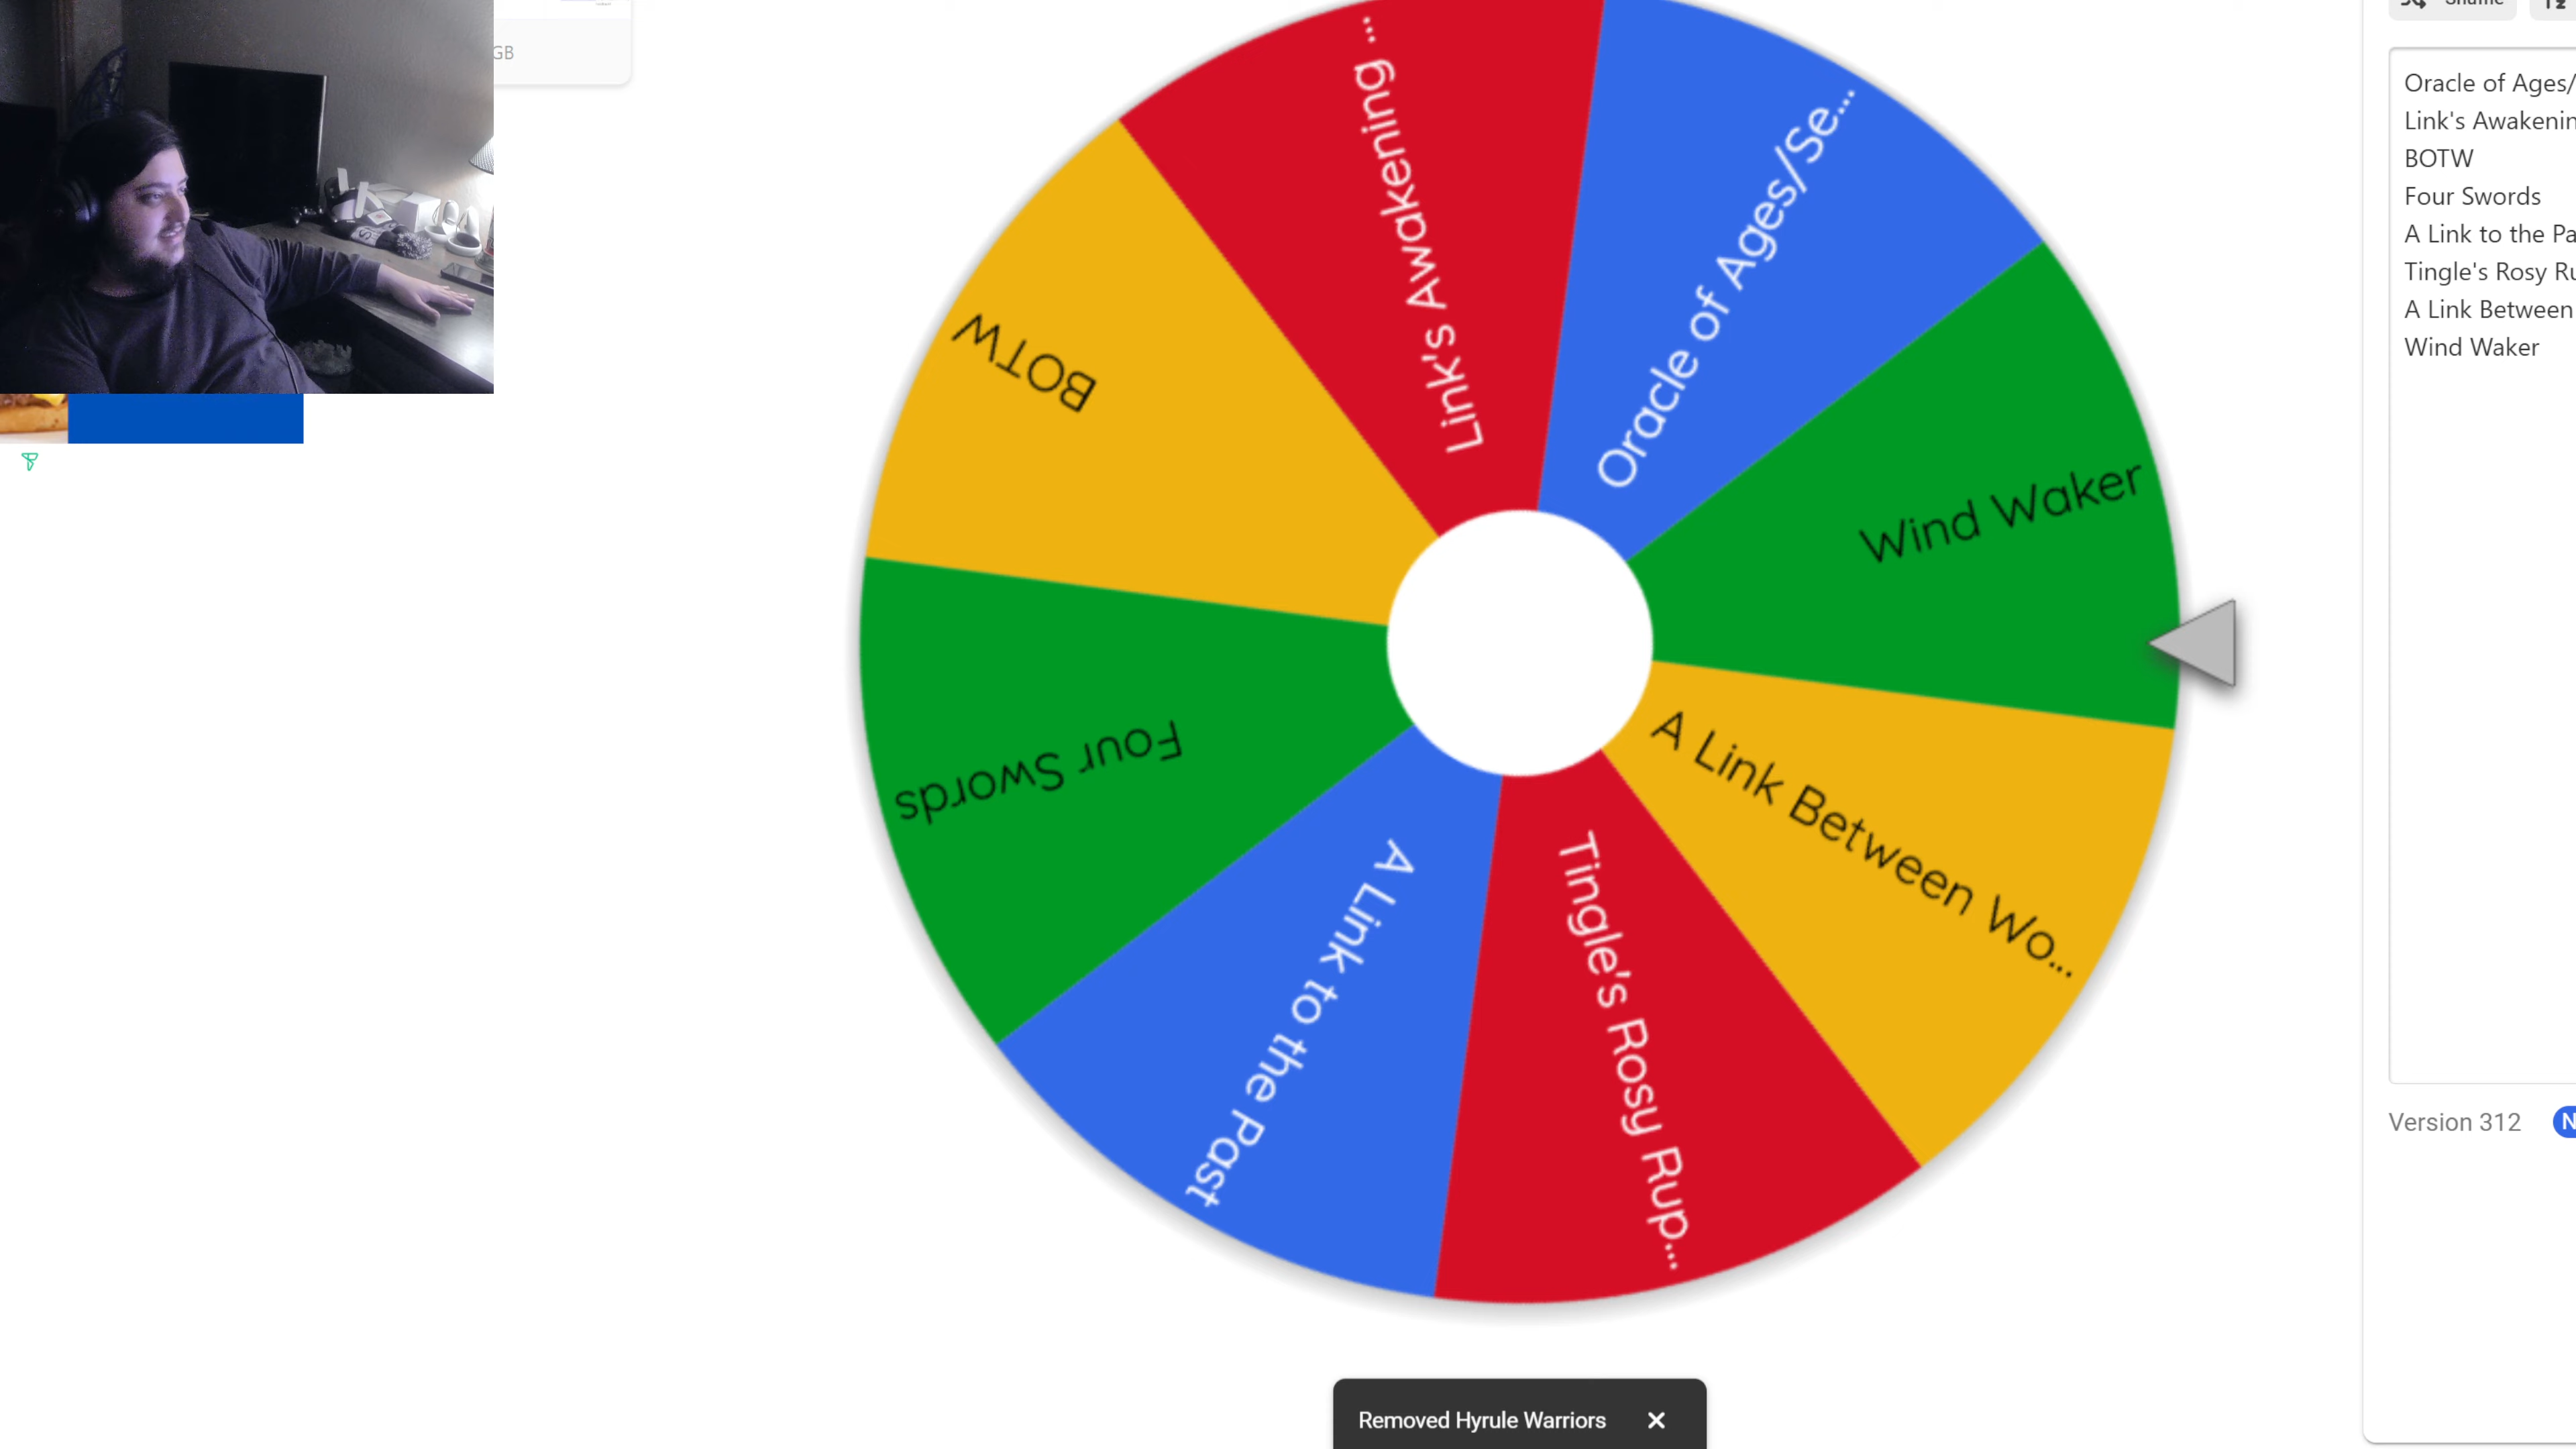 GB
Shuffle
Link's Awakening ...
Oracle of Ages/Se...
Wind Waker
A Link Between Wo...
Tingle's Rosy Rup...
A Link to the Past
Four Swords
BOTW
Oracle of Ages/
Link's Awakenin
BOTW
Four Swords
A Link to the Pa
Tingle's Rosy Ru
A Link Between
Wind Waker
Version 312
N
Removed Hyrule Warriors ×